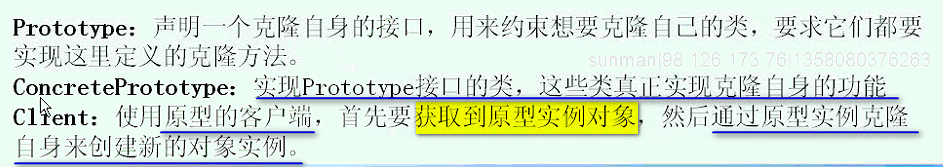 Prototype：声明一个克隆自身的接口，用来约束想要克隆自己的类，要求它们都要
实现这里定义的克隆方法。
sunman|98 126 173.76|1358080376263
ConcretePrototype：实现Prototype接口的类，这些类真正实现克隆自身的功能
Client：使用原型的客户端，首先要获取到原型实例对象，然后通过原型实例克隆
自身来创建新的对象实例。